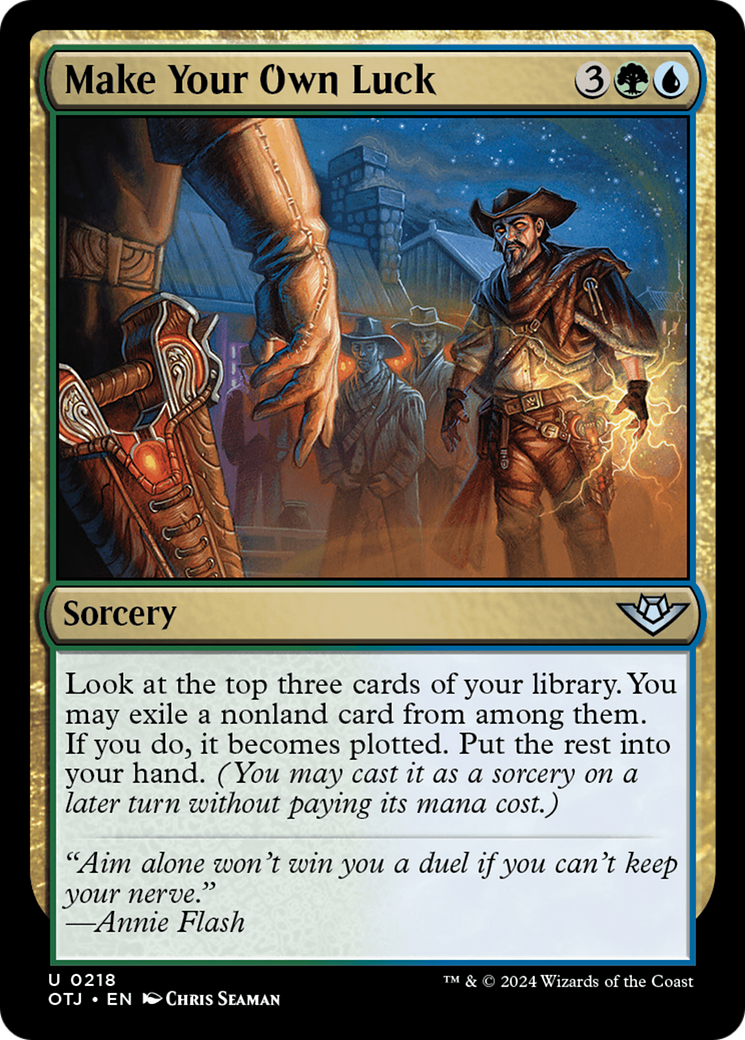 Make Your Own Luck 3
Sorcery
Look at the top three cards of your library. You
may exile a nonland card from among them.
If you do, it becomes plotted. Put the rest into
your hand. (You may cast it as a sorcery on a
later turn without paying its mana cost.)
“Aim alone won’t win you a duel if you can’t keep
your nerve.”
—Annie Flash
U 0218
OTJ • EN Chris Seaman
™ & © 2024 Wizards of the Coast